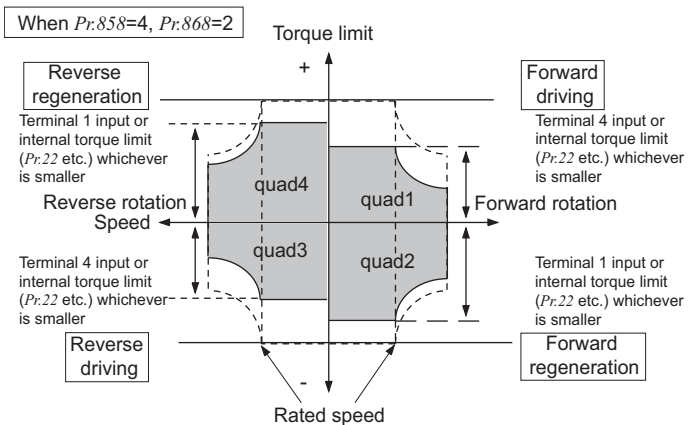 When Pr.858=4, Pr.868=2
Torque limit
+
Reverse
regeneration
Forward
driving
Terminal 1 input or
internal torque limit
(Pr.22 etc.) whichever
is smaller
Terminal 4 input or
internal torque limit
(Pr.22 etc.) whichever
is smaller
quad4
quad1
Reverse rotation
Speed
Forward rotation
quad3
quad2
Terminal 4 input or
internal torque limit
(Pr.22 etc.) whichever
is smaller
Terminal 1 input or
internal torque limit
(Pr.22 etc.) whichever
is smaller
Reverse
driving
Forward
regeneration
-
Rated speed